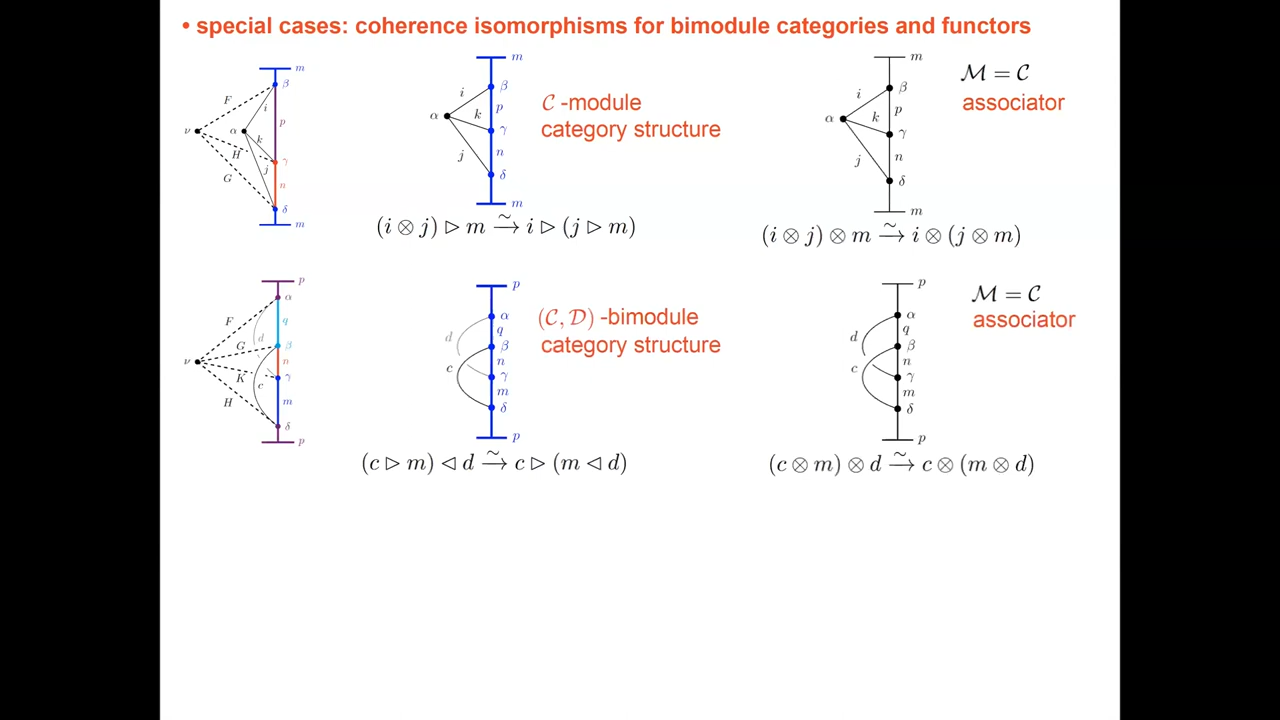 • special cases: coherence isomorphisms for bimodule categories and functors
m
β
F
i
p
ν
α
k
H
γ
j
G
n
δ
m
m
β
i
p
α
k
γ
j
n
δ
m
C -module
category structure
(i ⊗ j) ▷ m ∼→ i ▷ (j ▷ m)
m
β
i
p
α
k
γ
j
n
δ
m
M = C
associator
(i ⊗ j) ⊗ m ∼→ i ⊗ (j ⊗ m)
p
α
F
q
d
G
β
ν
n
K
γ
c
H
m
δ
p
p
α
q
d
β
n
c
γ
m
δ
p
(C, D) -bimodule
category structure
(c ▷ m) ◁ d ∼→ c ▷ (m ◁ d)
p
α
q
d
β
n
c
γ
m
δ
p
M = C
associator
(c ⊗ m) ⊗ d ∼→ c ⊗ (m ⊗ d)